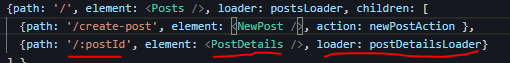 {path: '/', element: <Posts />, loader: postsLoader, children: [
{path: '/create-post', element: <NewPost />, action: newPostAction },
{path: '/:postId', element: <PostDetails />, loader: postDetailsLoader}
] }